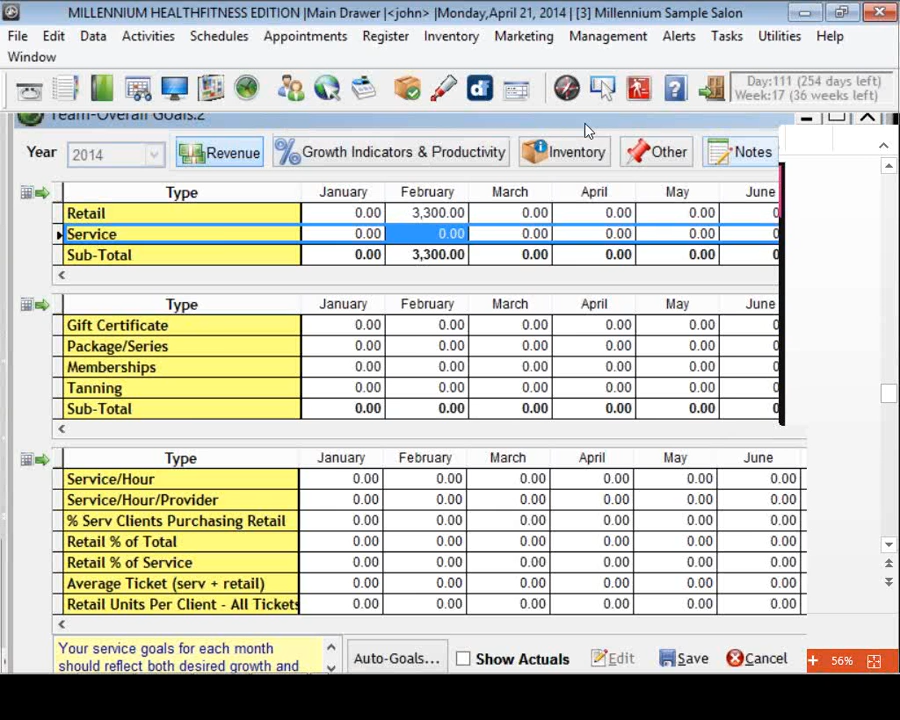 MILLENNIUM HEALTHFITNESS EDITION |Main Drawer |<john> |Monday,April 21, 2014 | [3] Millennium Sample Salon
File Edit Data Activities Schedules Appointments Register Inventory Marketing Management Alerts Tasks Utilities Help
Window
df
Day:111 (254 days left)
Week:17 (36 weeks left)
Team-Overall Goals:2
Year 2014 Revenue Growth Indicators & Productivity Inventory Other Notes
Type January February March April May June
Retail 0.00 3,300.00 0.00 0.00 0.00 0
Service 0.00 0.00 0.00 0.00 0.00 0
Sub-Total 0.00 3,300.00 0.00 0.00 0.00 0
Type January February March April May June
Gift Certificate 0.00 0.00 0.00 0.00 0.00 0
Package/Series 0.00 0.00 0.00 0.00 0.00 0
Memberships 0.00 0.00 0.00 0.00 0.00 0
Tanning 0.00 0.00 0.00 0.00 0.00 0
Sub-Total 0.00 0.00 0.00 0.00 0.00 0
Type January February March April May June
Service/Hour 0.00 0.00 0.00 0.00 0.00 0.00
Service/Hour/Provider 0.00 0.00 0.00 0.00 0.00 0.00
% Serv Clients Purchasing Retail 0.00 0.00 0.00 0.00 0.00 0.00
Retail % of Total 0.00 0.00 0.00 0.00 0.00 0.00
Retail % of Service 0.00 0.00 0.00 0.00 0.00 0.00
Average Ticket (serv + retail) 0.00 0.00 0.00 0.00 0.00 0.00
Retail Units Per Client - All Tickets 0.00 0.00 0.00 0.00 0.00 0.00
Your service goals for each month
should reflect both desired growth and
Auto-Goals... Show Actuals Edit Save Cancel
56%